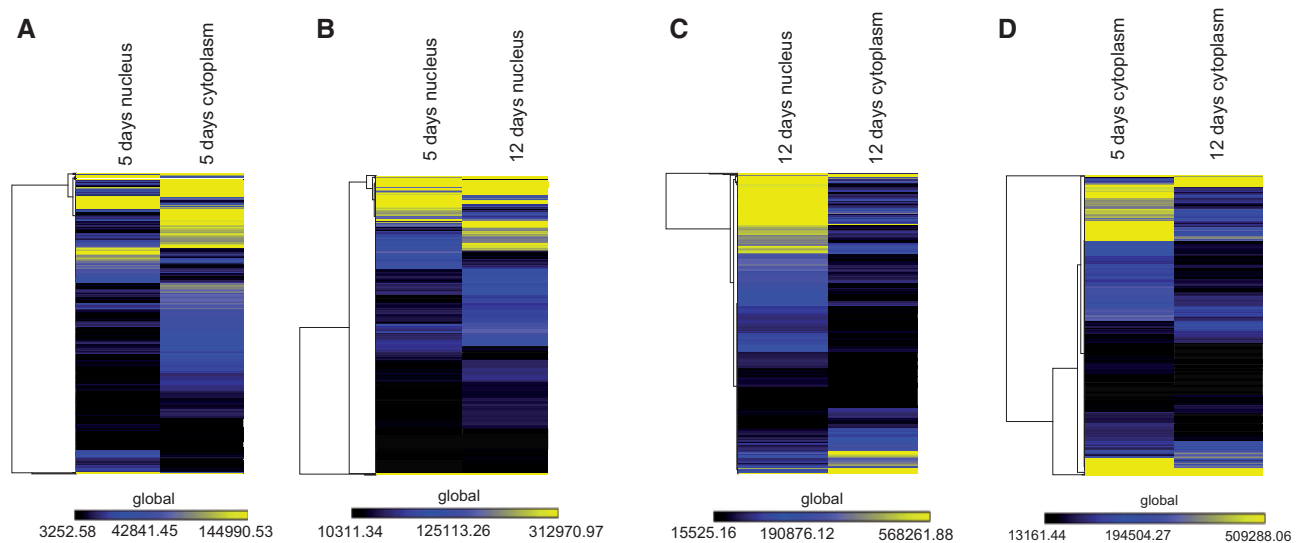 A
5 days nucleus
5 days cytoplasm
global
3252.58 42841.45 144990.53
B
5 days nucleus
12 days nucleus
global
10311.34 125113.26 312970.97
C
12 days nucleus
12 days cytoplasm
global
15525.16 190876.12 568261.88
D
5 days cytoplasm
12 days cytoplasm
global
13161.44 194504.27 509288.06